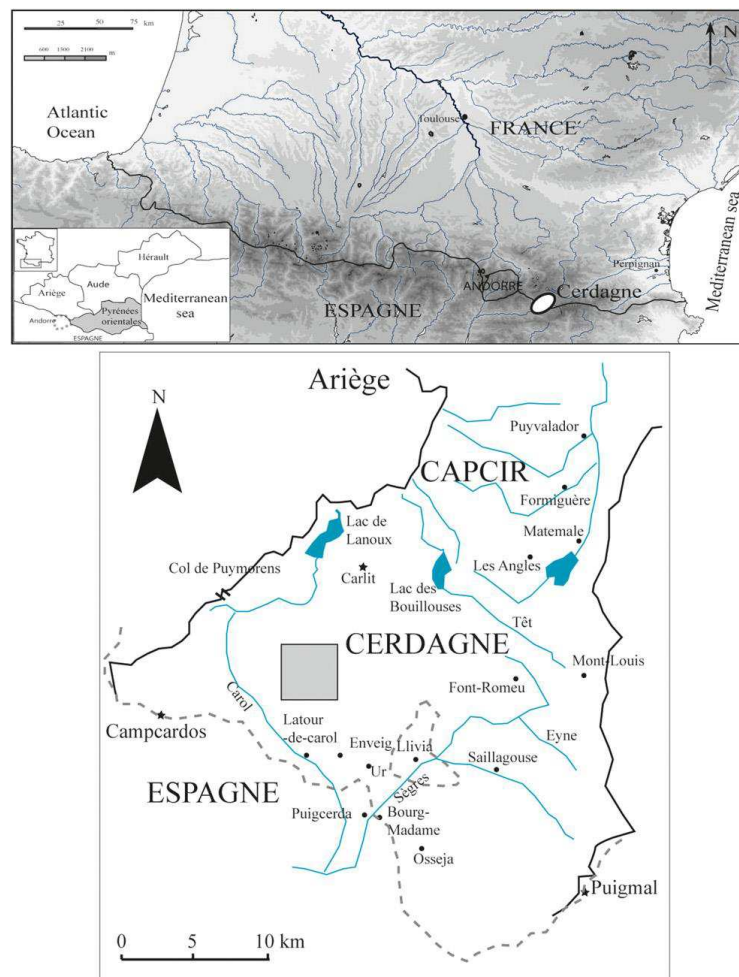 0 25 50 75
km
600 1500 2100 m
N
Atlantic
Ocean
Toulouse
FRANCE
Mediterranean sea
Perpignan
ANDORRE
Cerdagne
ESPAGNE
Hérault
Aude
Ariège
Mediterranean
sea
Pyrénées
orientales
Andorre
ESPAGNE
Ariège
N
Puyvalador
CAPCIR
Formiguère
Lac de
Lanoux
Matemale
Col de Puymorens
Carlit
Les Angles
Lac des
Bouillouses
Têt
CERDAGNE
Mont-Louis
Carol
Font-Romeu
Campcardos
Latour
-de-carol
Enveig
Llivia
Eyne
Ur
Saillagouse
ESPAGNE
Sègres
Puigcerda
Bourg-
Madame
Osseja
Puigmal
0 5 10 km